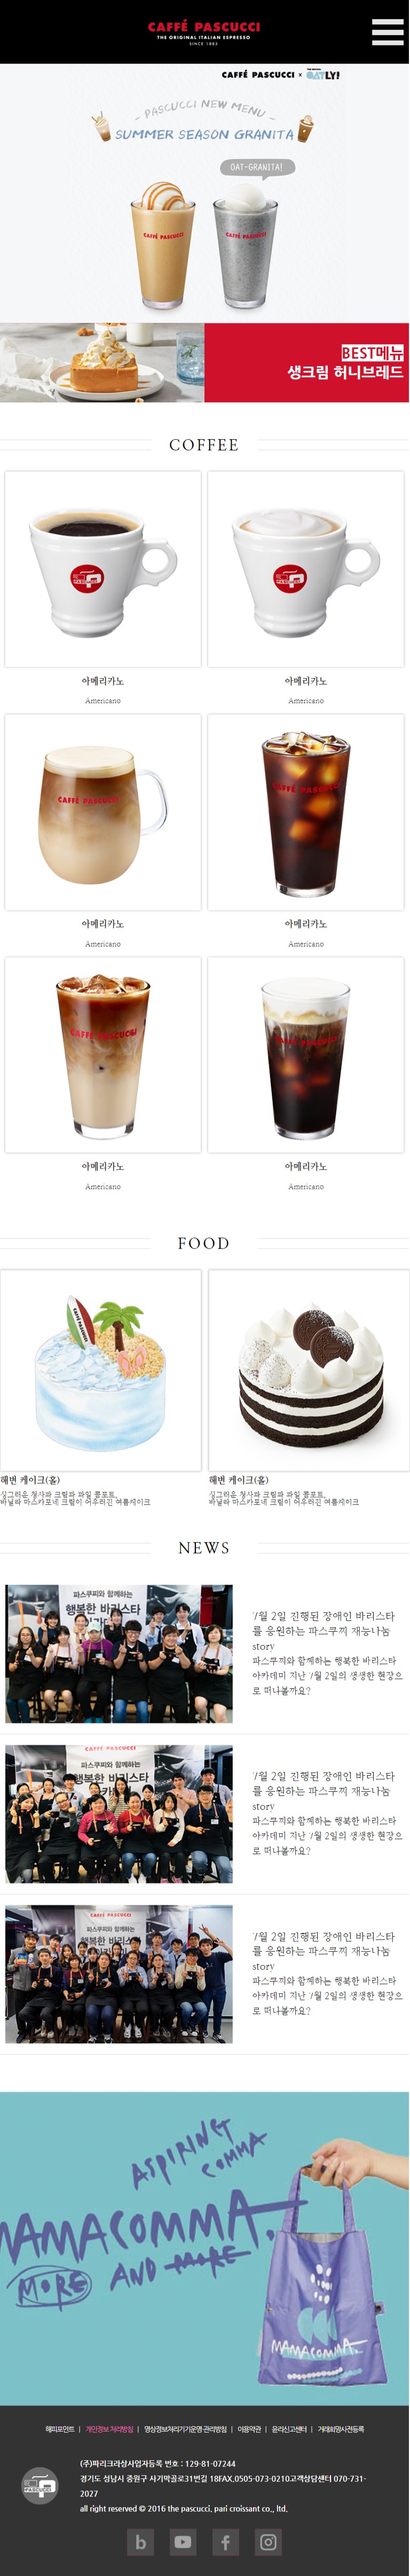 CAFFÉ PASCUCCI
THE ORIGINAL ITALIAN ESPRESSO
SINCE 1883
CAFFÉ PASCUCCI × THE ORIGINAL OATLY!
PASCUCCI NEW MENU
SUMMER SEASON GRANITA
OAT-GRANITA!
CAFFÉ PASCUCCI
CAFFÉ PASCUCCI
BEST메뉴
생크림 허니브레드
COFFEE
PASCUCCI
PASCUCCI
아메리카노
아메리카노
Americano
Americano
CAFFÉ PASCUCCI
CAFFÉ PASCUCCI
아메리카노
아메리카노
Americano
Americano
CAFFÉ PASCUCCI
CAFFÉ PASCUCCI
아메리카노
아메리카노
Americano
Americano
FOOD
CAFFÉ PASCUCCI
해변 케이크(홀)
해변 케이크(홀)
싱그러운 청사과 크림과 과일 콤포트,
바닐라 마스카포네 크림이 어우러진 여름케이크
싱그러운 청사과 크림과 과일 콤포트,
바닐라 마스카포네 크림이 어우러진 여름케이크
NEWS
파스쿠찌와 함께하는
행복한 바리스타
7월 2일 진행된 장애인 바리스타
를 응원하는 파스쿠찌 재능나눔
story
파스쿠찌와 함께하는 행복한 바리스타
아카데미 지난 7월 2일의 생생한 현장으
로 떠나볼까요?
CAFFÉ PASCUCCI
파스쿠찌와 함께하는
행복한 바리스타
7월 2일 진행된 장애인 바리스타
를 응원하는 파스쿠찌 재능나눔
story
파스쿠찌와 함께하는 행복한 바리스타
아카데미 지난 7월 2일의 생생한 현장으
로 떠나볼까요?
CAFFÉ PASCUCCI
파스쿠찌와 함께하는
행복한 바리스타
7월 2일 진행된 장애인 바리스타
를 응원하는 파스쿠찌 재능나눔
story
파스쿠찌와 함께하는 행복한 바리스타
아카데미 지난 7월 2일의 생생한 현장으
로 떠나볼까요?
ASPIRINGT
COMMA
MAMACOMMA,
MORE AND MORE
MAMACOMMA,
해피포인트 | 개인정보 처리방침 | 영상정보처리기기운영·관리방침 | 이용약관 | 윤리신고센터 | 거래희망사전등록
PASCUCCI
(주)파리크라상사업자등록 번호 : 129-81-07244
경기도 성남시 중원구 사기막골로31번길 18FAX.0505-073-0210고객상담센터 070-731-
2027
all right reserved © 2016 the pascucci, pari croissant co., ltd.